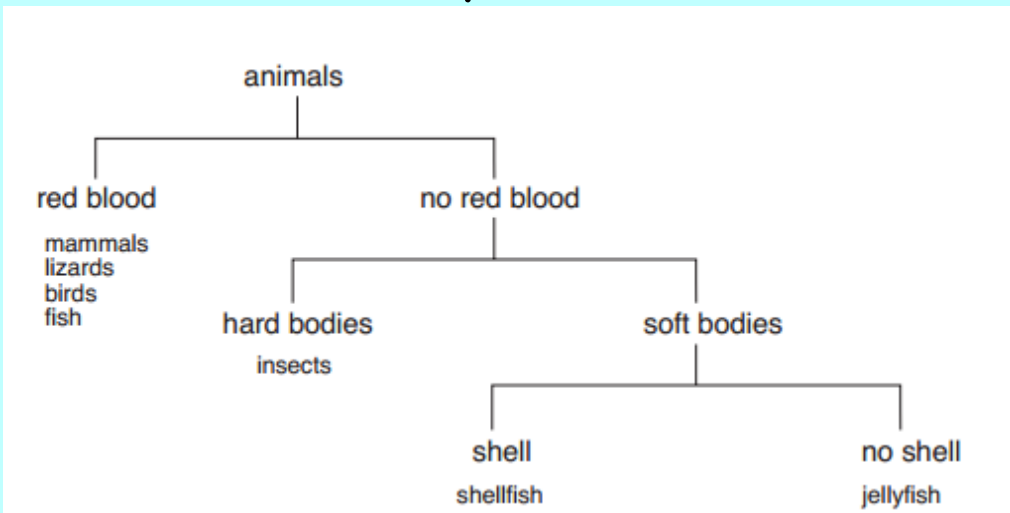 animals
red blood
no red blood
mammals
lizards
birds
fish
hard bodies
soft bodies
insects
shell
no shell
shellfish
jellyfish